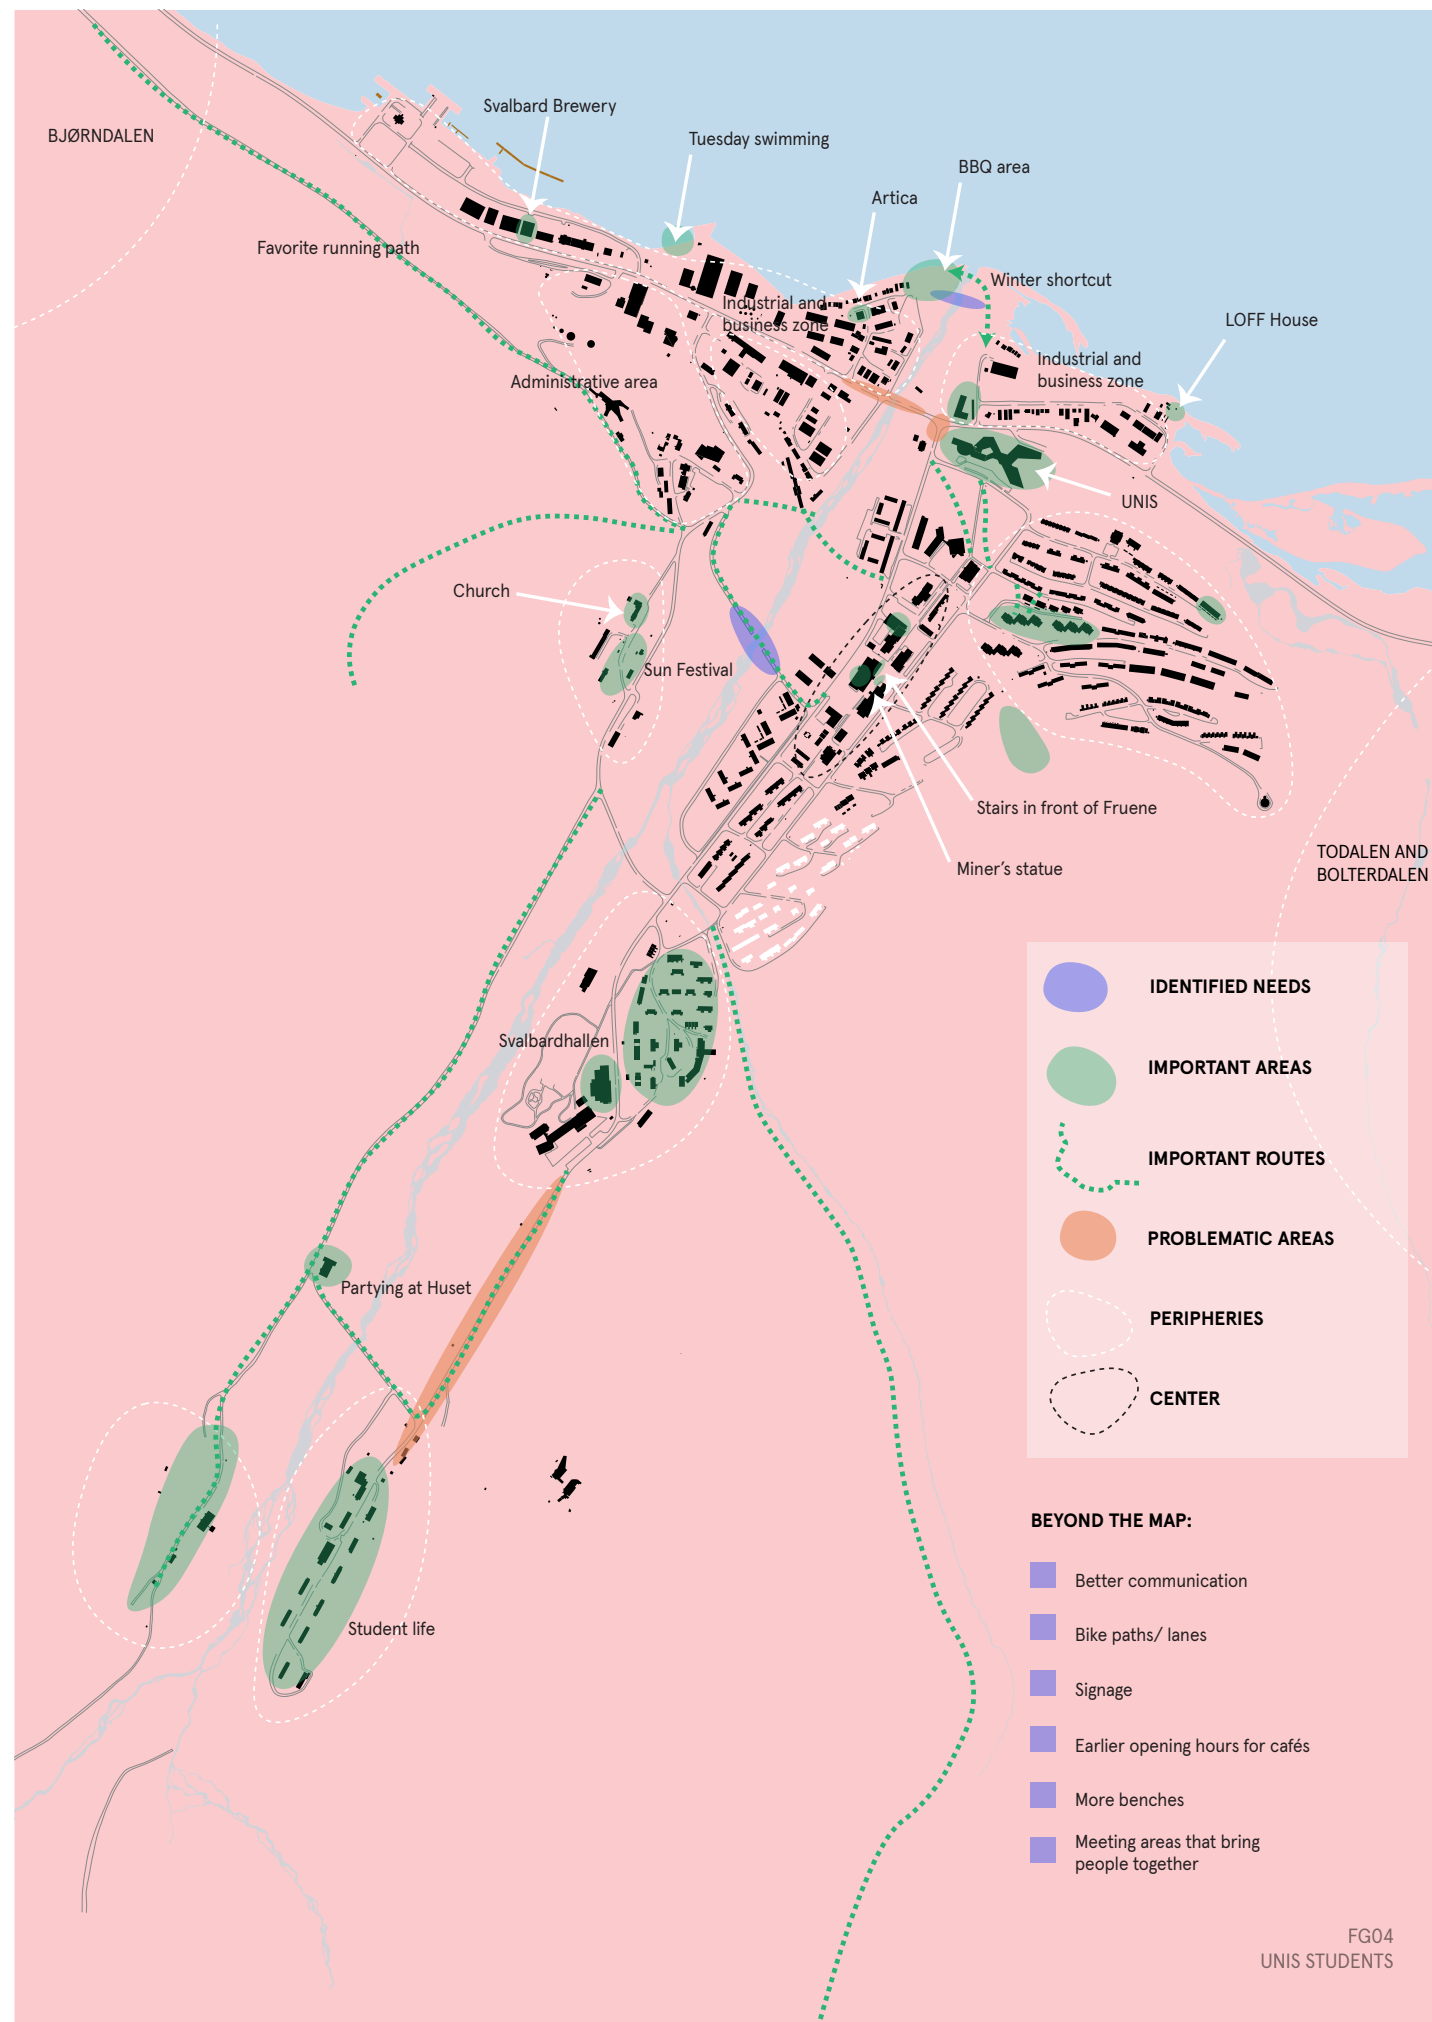 Svalbard Brewery
BJØRNDALEN
Tuesday swimming
BBQ area
Artica
Favorite running path
Winter shortcut
Industrial and
business zone
LOFF House
Industrial and
business zone
Administrative area
UNIS
Church
Sun Festival
Stairs in front of Fruene
Miner’s statue
TODALEN AND
BOLTERDALEN
Svalbardhallen
Partying at Huset
Student life
IDENTIFIED NEEDS
IMPORTANT AREAS
IMPORTANT ROUTES
PROBLEMATIC AREAS
PERIPHERIES
CENTER
BEYOND THE MAP:
Better communication
Bike paths/ lanes
Signage
Earlier opening hours for cafés
More benches
Meeting areas that bring
people together
FG04
UNIS STUDENTS